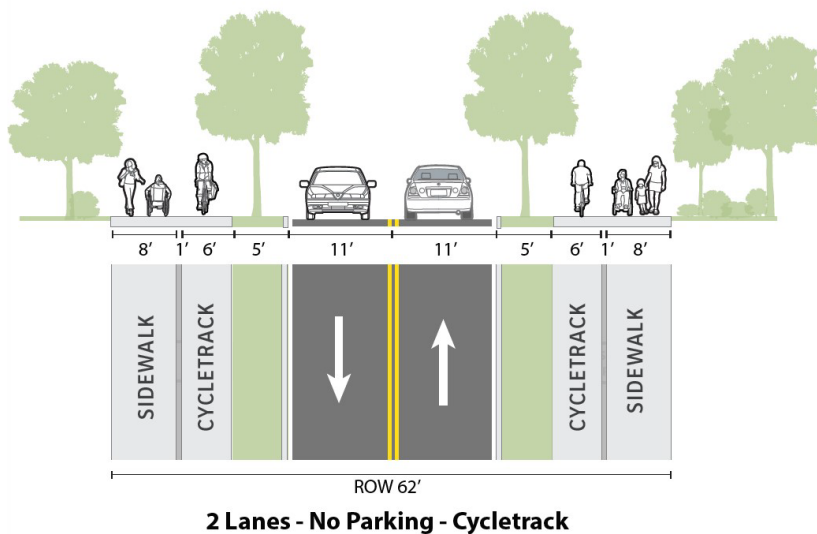 8’ 1’ 6’ 5’ 11’ 11’ 5’ 6’ 1’ 8’
SIDEWALK
CYCLETRACK
CYCLETRACK
SIDEWALK
ROW 62’
2 Lanes - No Parking - Cycletrack